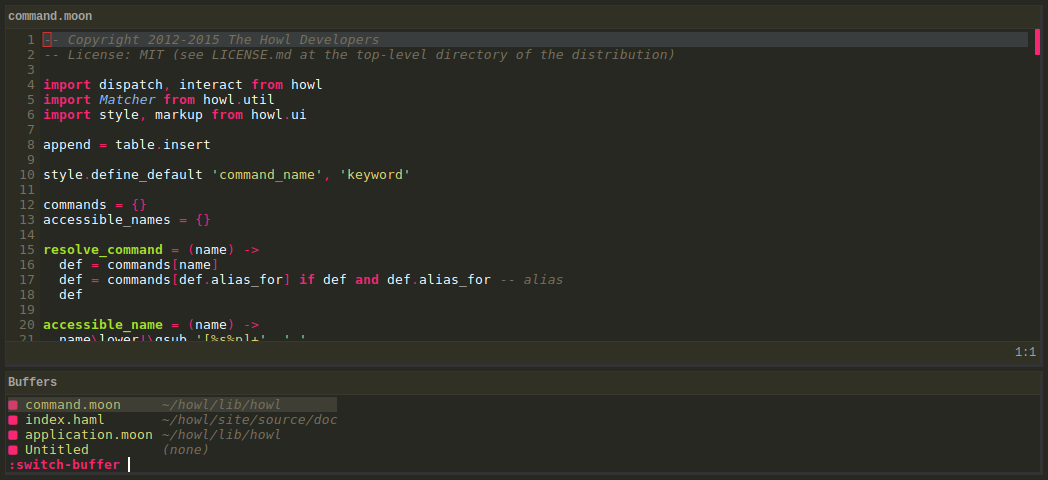 command.moon
1 -- Copyright 2012-2015 The Howl Developers
2 -- License: MIT (see LICENSE.md at the top-level directory of the distribution)
3
4 import dispatch, interact from howl
5 import Matcher from howl.util
6 import style, markup from howl.ui
7
8 append = table.insert
9
10 style.define_default 'command_name', 'keyword'
11
12 commands = {}
13 accessible_names = {}
14
15 resolve_command = (name) ->
16   def = commands[name]
17   def = commands[def.alias_for] if def and def.alias_for -- alias
18   def
19
20 accessible_name = (name) ->
21   name\lower!\gsub '[%s%p]+', '_'
1:1
Buffers
command.moon ~/howl/lib/howl
index.haml ~/howl/site/source/doc
application.moon ~/howl/lib/howl
Untitled (none)
:switch-buffer